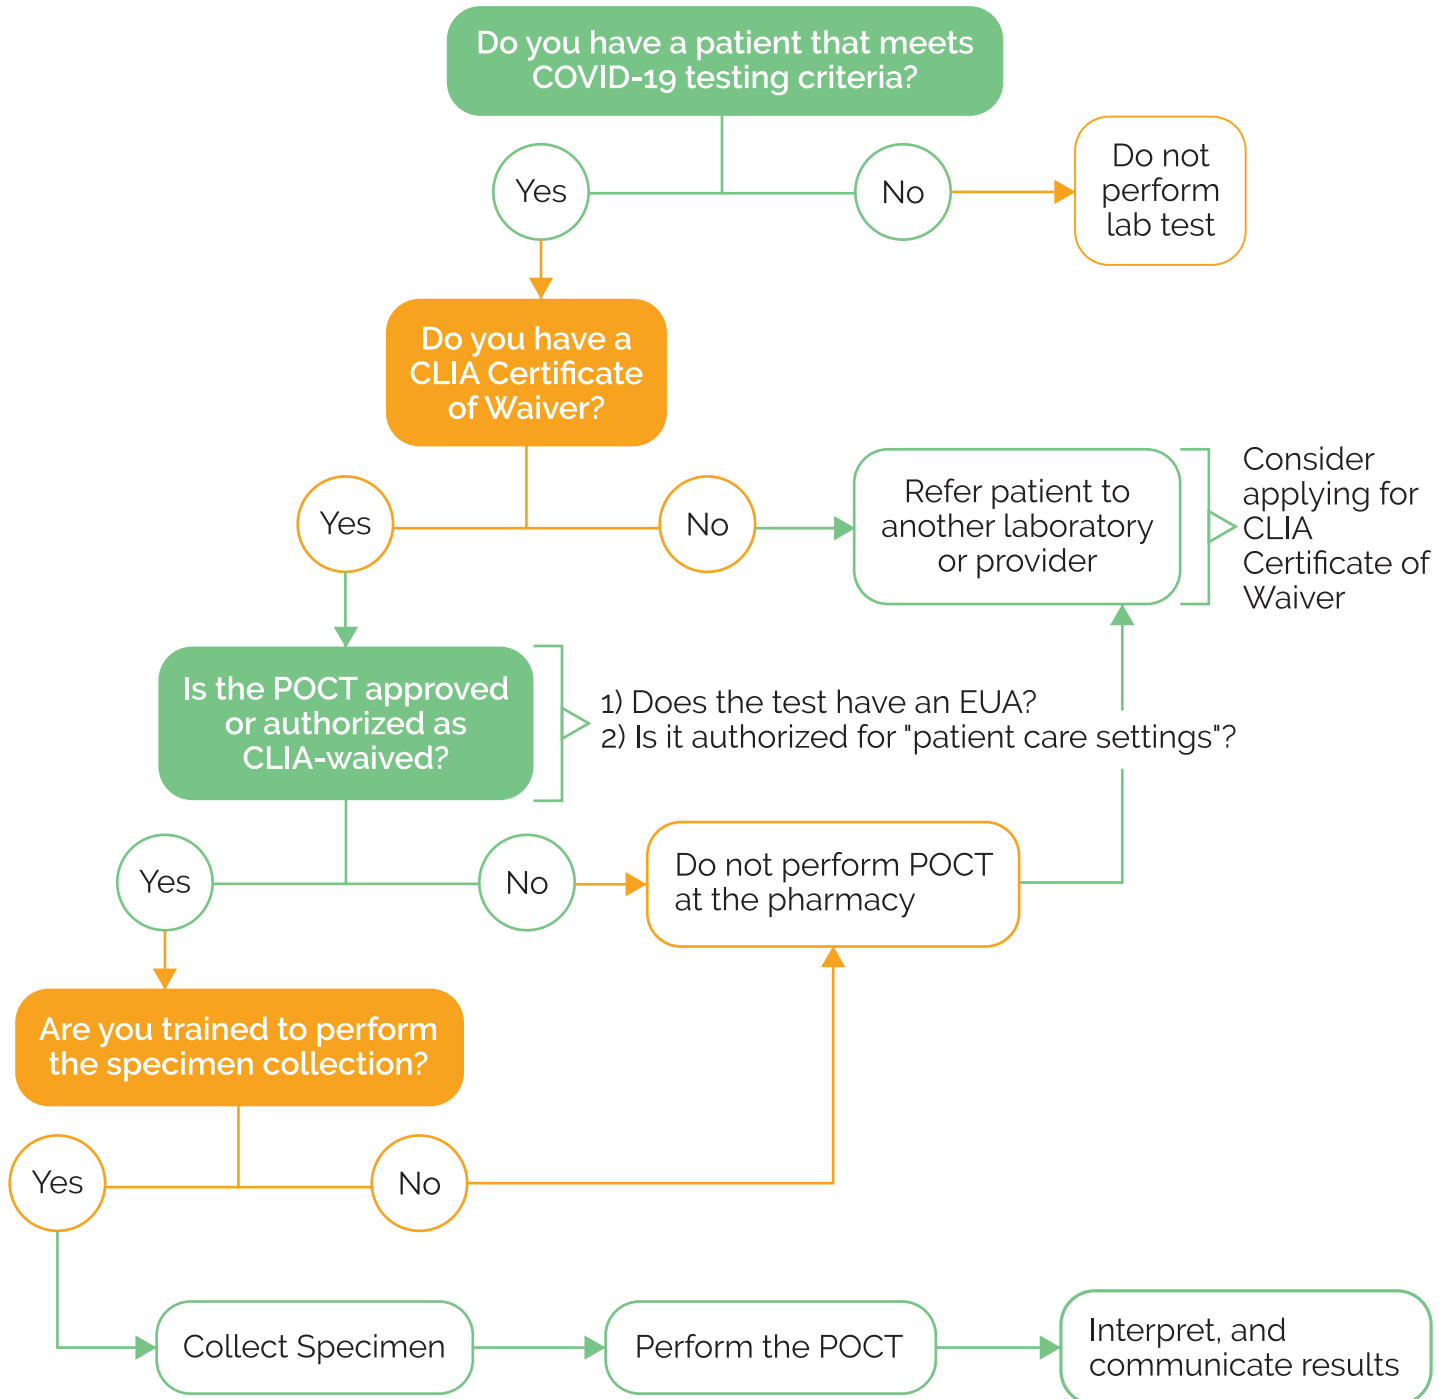 Do you have a patient that meets
COVID-19 testing criteria?
Yes
No
Do not
perform
lab test
Do you have a
CLIA Certificate
of Waiver?
Yes
No
Refer patient to
another laboratory
or provider
Consider
applying for
CLIA
Certificate of
Waiver
Is the POCT approved
or authorized as
CLIA-waived?
1) Does the test have an EUA?
2) Is it authorized for "patient care settings"?
Yes
No
Do not perform POCT
at the pharmacy
Are you trained to perform
the specimen collection?
Yes
No
Collect Specimen
Perform the POCT
Interpret, and
communicate results